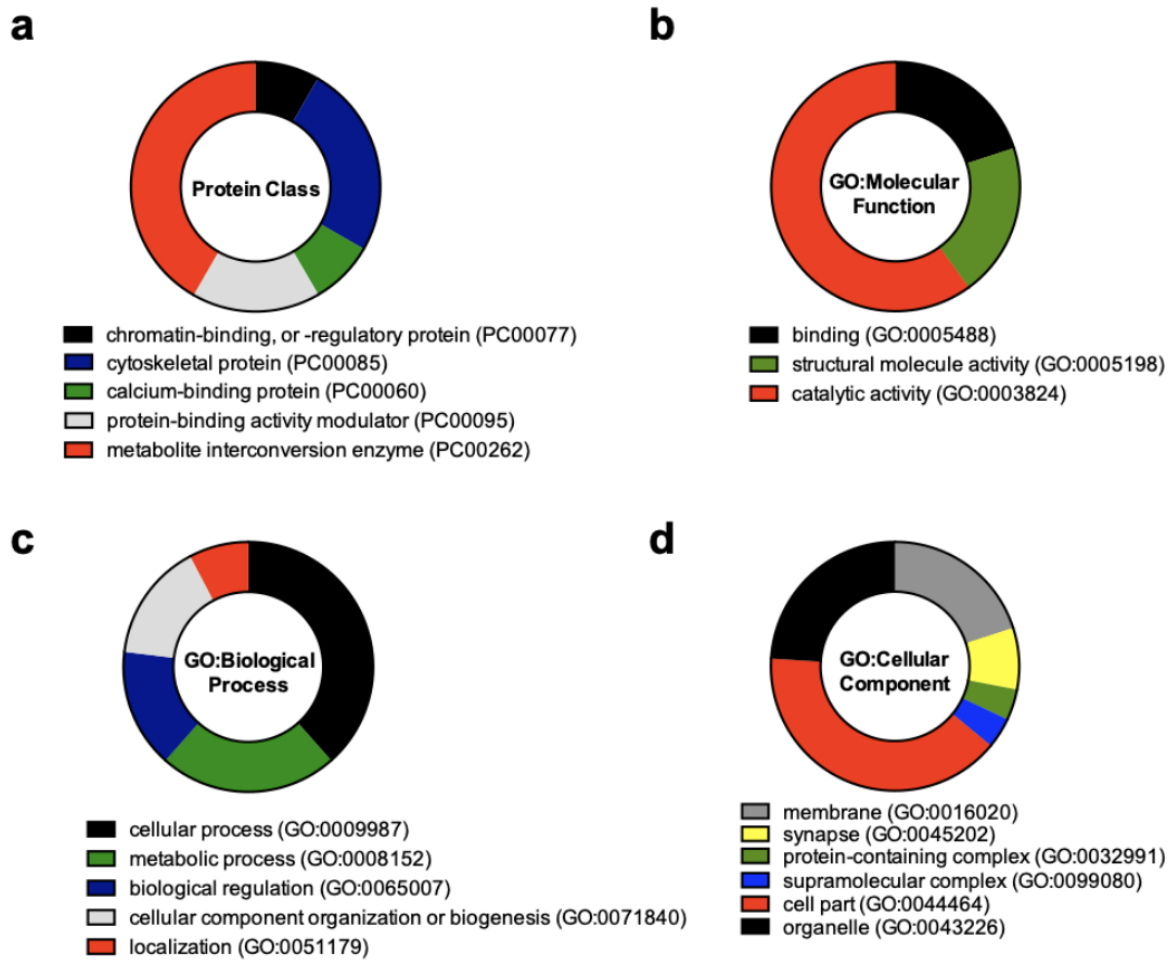 a
Protein Class
chromatin-binding, or -regulatory protein (PC00077)
cytoskeletal protein (PC00085)
calcium-binding protein (PC00060)
protein-binding activity modulator (PC00095)
metabolite interconversion enzyme (PC00262)
b
GO:Molecular
Function
binding (GO:0005488)
structural molecule activity (GO:0005198)
catalytic activity (GO:0003824)
c
GO:Biological
Process
cellular process (GO:0009987)
metabolic process (GO:0008152)
biological regulation (GO:0065007)
cellular component organization or biogenesis (GO:0071840)
localization (GO:0051179)
d
GO:Cellular
Component
membrane (GO:0016020)
synapse (GO:0045202)
protein-containing complex (GO:0032991)
supramolecular complex (GO:0099080)
cell part (GO:0044464)
organelle (GO:0043226)